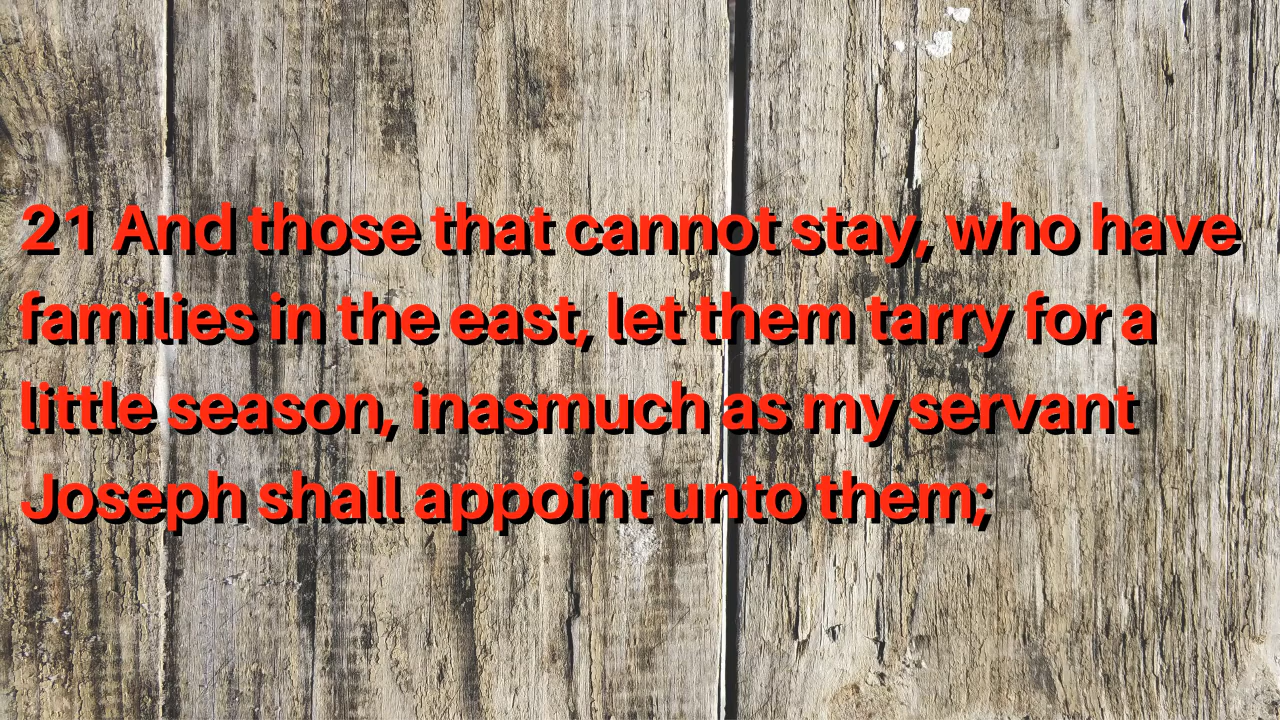 21 And those that cannot stay, who have
families in the east, let them tarry for a
little season, inasmuch as my servant
Joseph shall appoint unto them;